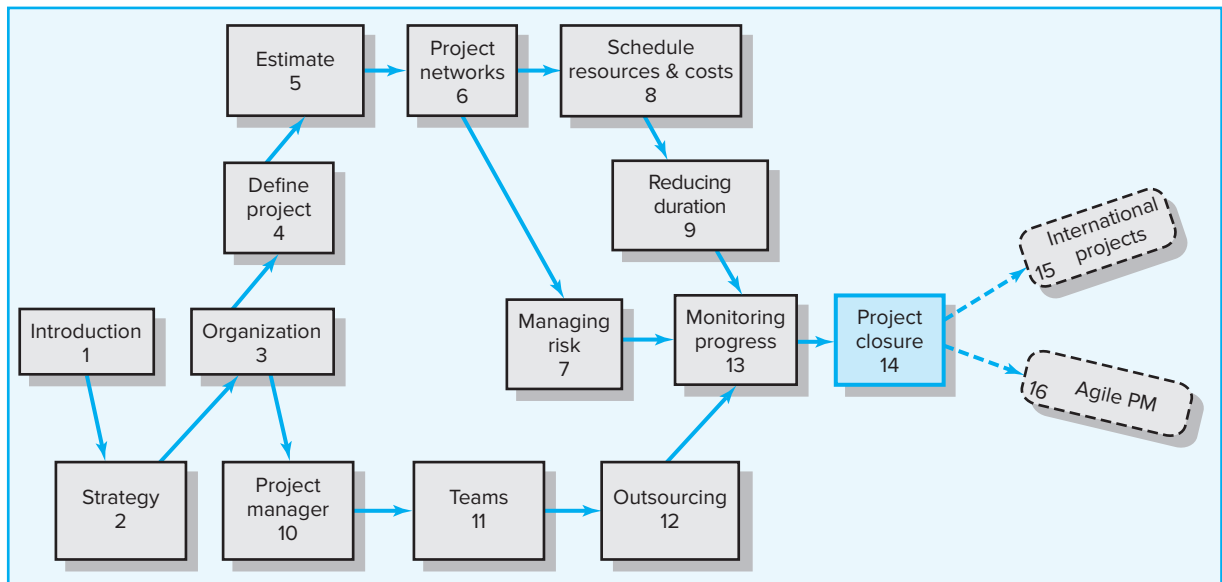 Estimate
5
Project
networks
6
Schedule
resources & costs
8
Define
project
4
Reducing
duration
9
International
projects
15
Introduction
1
Organization
3
Managing
risk
7
Monitoring
progress
13
Project
closure
14
16
Agile PM
Strategy
2
Project
manager
10
Teams
11
Outsourcing
12